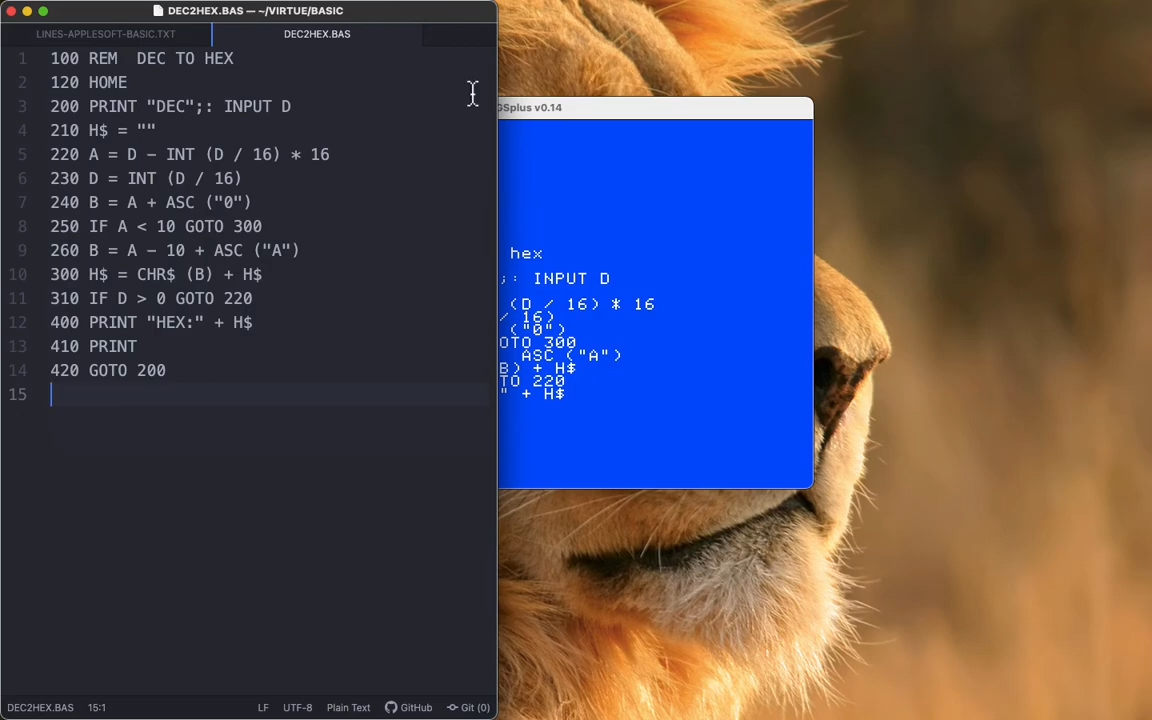 DEC2HEX.BAS — ~/VIRTUE/BASIC
LINES-APPLESOFT-BASIC.TXT
DEC2HEX.BAS
1 100 REM  DEC TO HEX
2 120 HOME
3 200 PRINT "DEC";: INPUT D
4 210 H$ = ""
5 220 A = D - INT (D / 16) * 16
6 230 D = INT (D / 16)
7 240 B = A + ASC ("0")
8 250 IF A < 10 GOTO 300
9 260 B = A - 10 + ASC ("A")
10 300 H$ = CHR$ (B) + H$
11 310 IF D > 0 GOTO 220
12 400 PRINT "HEX:" + H$
13 410 PRINT
14 420 GOTO 200
15
DEC2HEX.BAS 15:1 LF UTF-8 Plain Text GitHub Git (0)
GSplus v0.14
hex
;: INPUT D
(D / 16) * 16
/ 16)
("0")
OTO 300
ASC ("A")
B) + H$
TO 220
" + H$